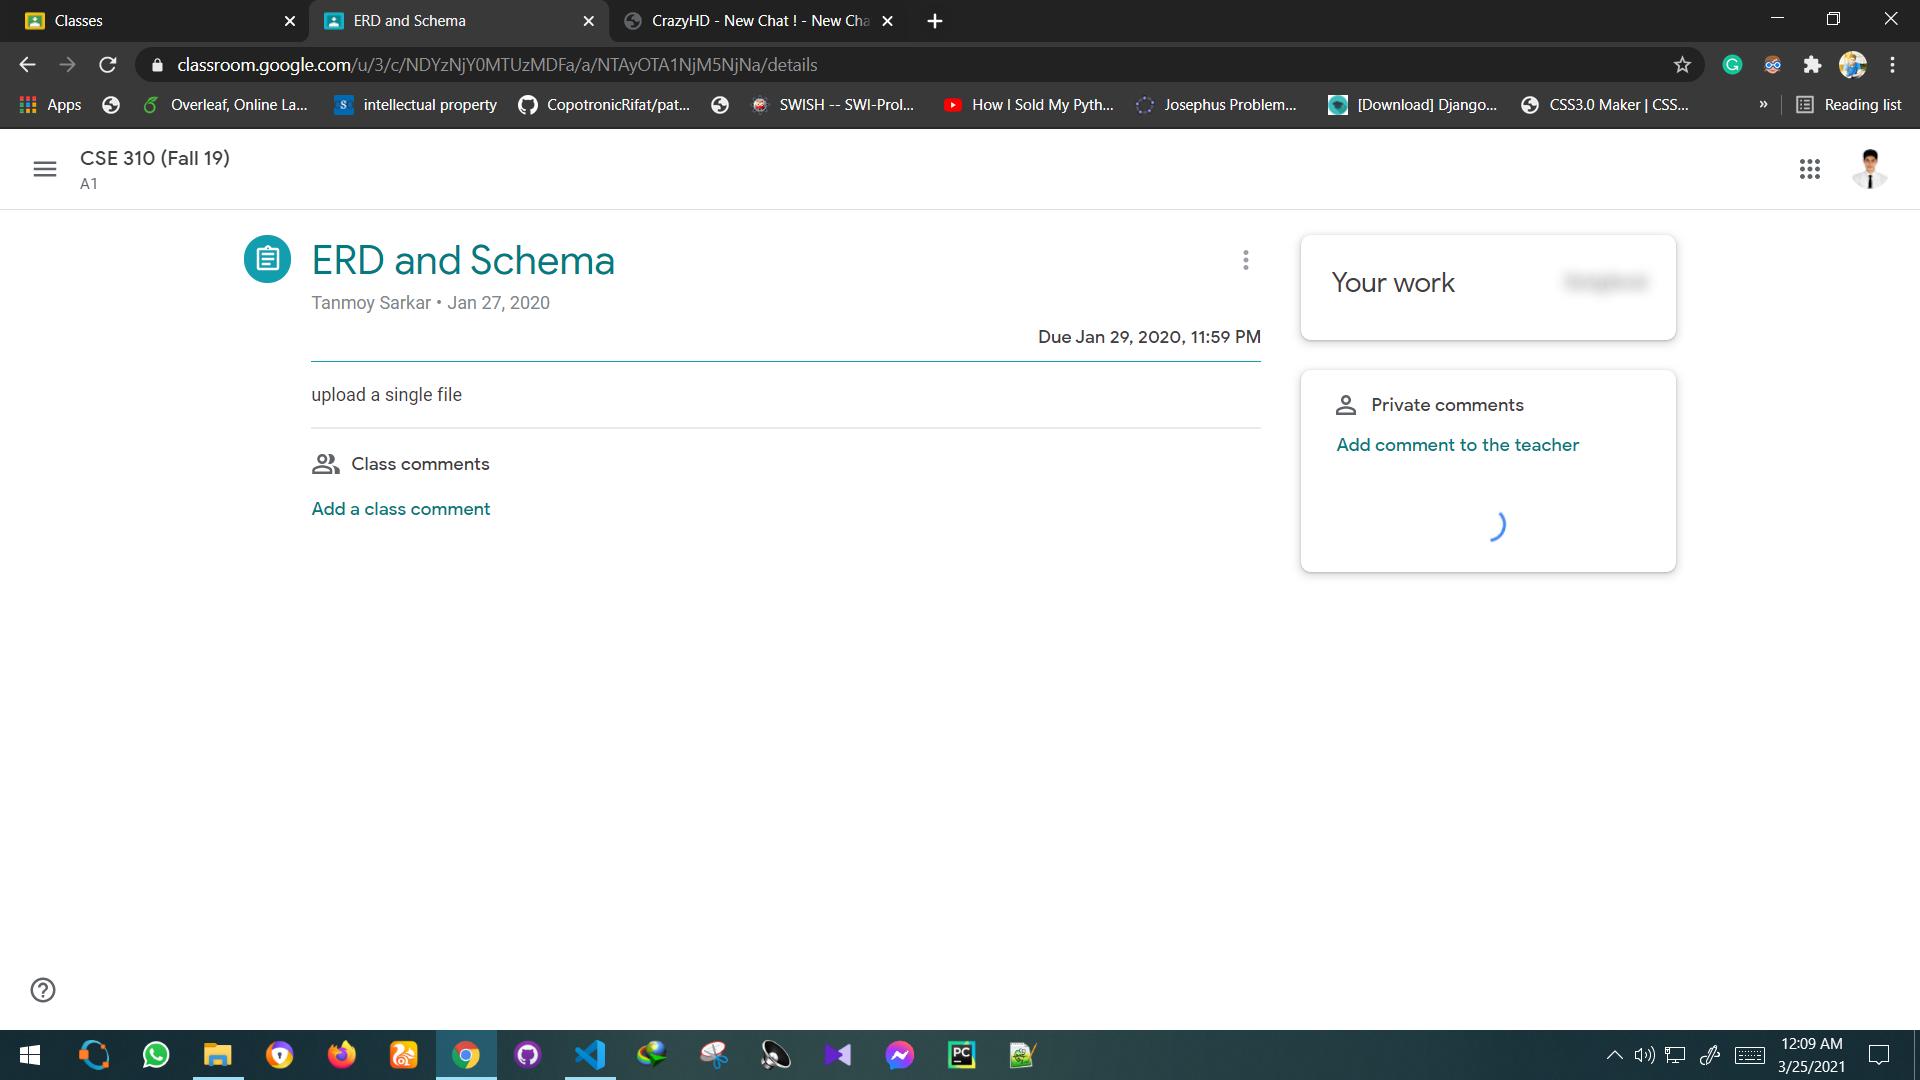 Classes
ERD and Schema
CrazyHD - New Chat ! - New Cha
classroom.google.com/u/3/c/NDYzNjY0MTUzMDFa/a/NTAyOTA1NjM5NjNa/details
Apps
Overleaf, Online La...
intellectual property
CopotronicRifat/pat...
SWISH -- SWI-Prol...
How I Sold My Pyth...
Josephus Problem...
[Download] Django...
CSS3.0 Maker | CSS...
»
Reading list
CSE 310 (Fall 19)
A1
ERD and Schema
Tanmoy Sarkar • Jan 27, 2020
Due Jan 29, 2020, 11:59 PM
upload a single file
Class comments
Add a class comment
Your work
Private comments
Add comment to the teacher
12:09 AM
3/25/2021